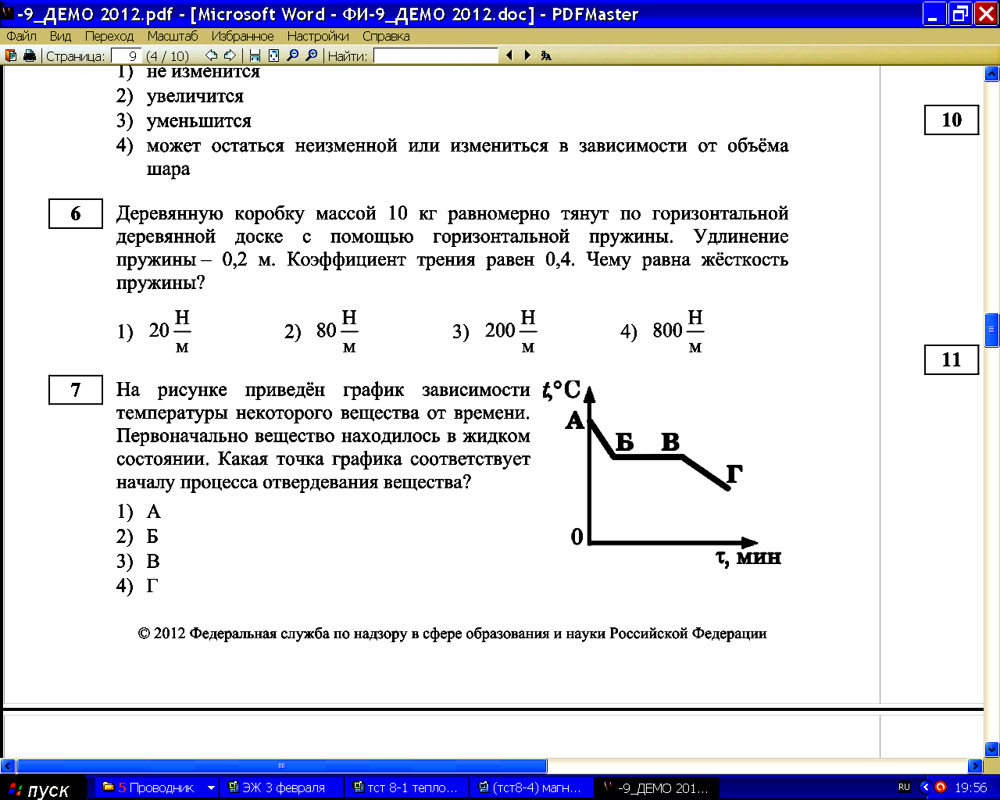 -9_ДЕМО 2012.pdf - [Microsoft Word - ФИ-9_ДЕМО 2012.doc] - PDFMaster
Файл Вид Переход Масштаб Избранное Настройки Справка
Страница: 9 (4 / 10) Найти:
1) не изменится
2) увеличится
3) уменьшится
4) может остаться неизменной или измениться в зависимости от объёма
шара
10
6 Деревянную коробку массой 10 кг равномерно тянут по горизонтальной
деревянной доске с помощью горизонтальной пружины. Удлинение
пружины – 0,2 м. Коэффициент трения равен 0,4. Чему равна жёсткость
пружины?
1) 20 Н/м 2) 80 Н/м 3) 200 Н/м 4) 800 Н/м
11
7 На рисунке приведён график зависимости
температуры некоторого вещества от времени.
Первоначально вещество находилось в жидком
состоянии. Какая точка графика соответствует
началу процесса отвердевания вещества?
1) А
2) Б
3) В
4) Г
t,°C
А
Б В
Г
0
τ, мин
© 2012 Федеральная служба по надзору в сфере образования и науки Российской Федерации
пуск 5 Проводник ЭЖ 3 февраля тст 8-1 тепло... (тст8-4) магн... -9_ДЕМО 201... RU 19:56